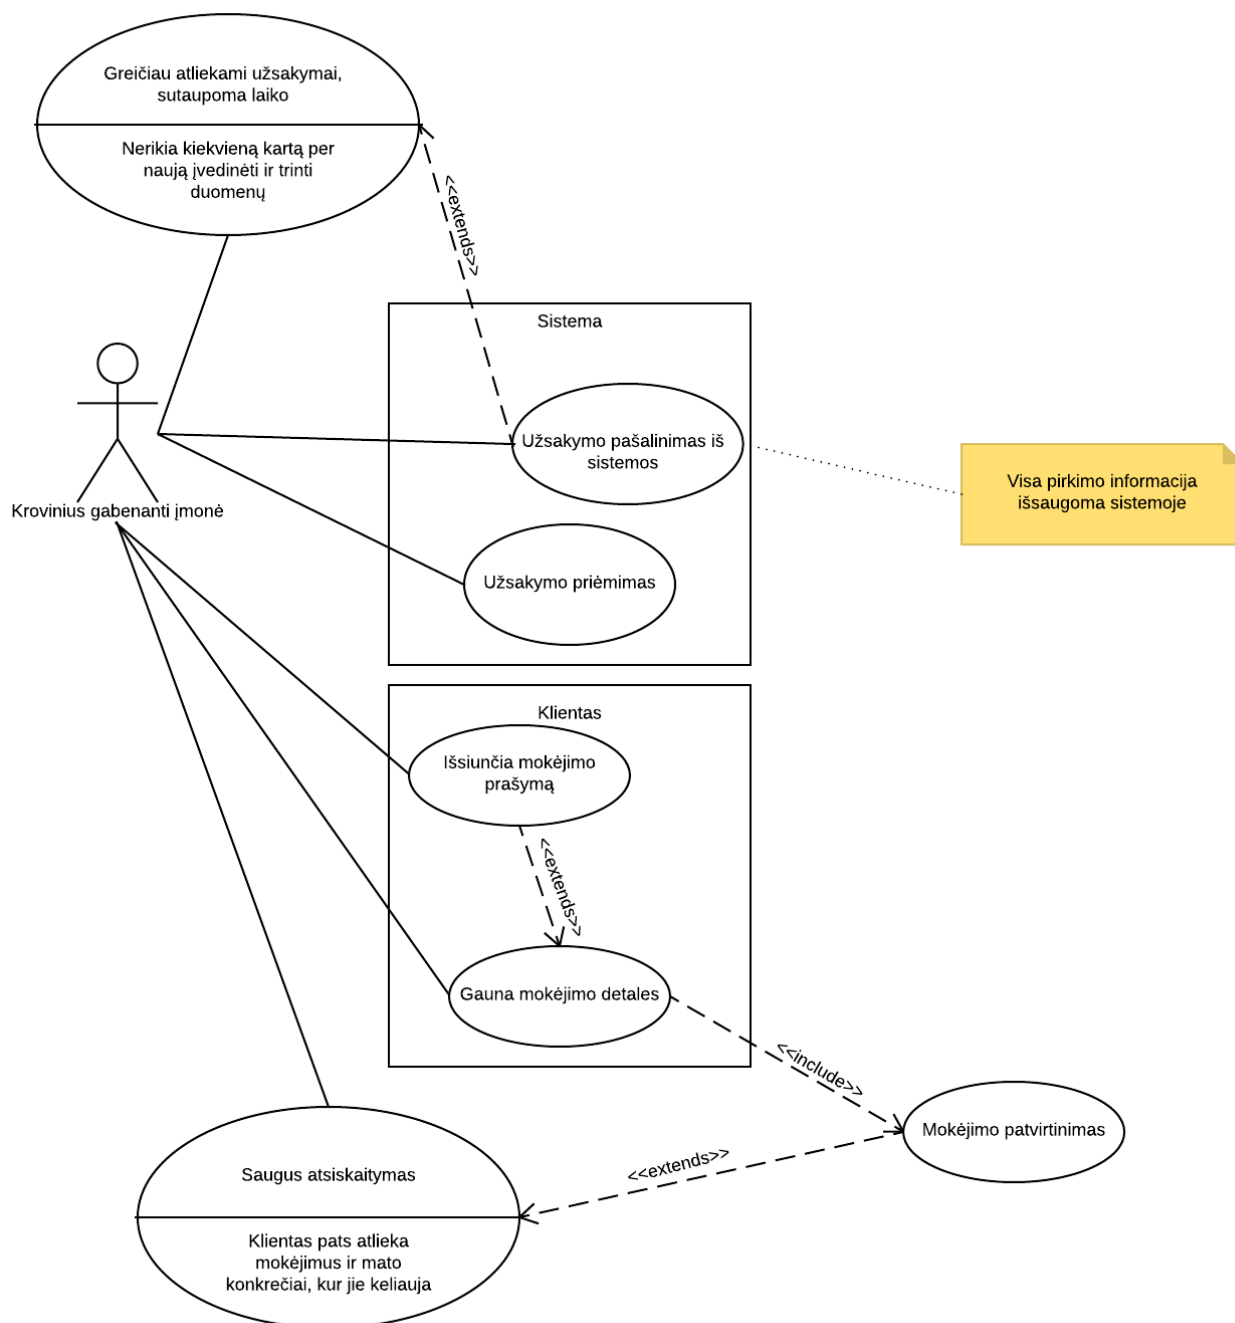 Greičiau atliekami užsakymai,
sutaupoma laiko
Nerikia kiekvieną kartą per
naują įvedinėti ir trinti
duomenų
<<extends>>
Sistema
Užsakymo pašalinimas iš
sistemos
Visa pirkimo informacija
išsaugoma sistemoje
Krovinius gabenanti įmonė
Užsakymo priėmimas
Klientas
Išsiunčia mokėjimo
prašymą
<<extends>>
Gauna mokėjimo detales
<<include>>
Mokėjimo patvirtinimas
<<extends>>
Saugus atsiskaitymas
Klientas pats atlieka
mokėjimus ir mato
konkrečiai, kur jie keliauja